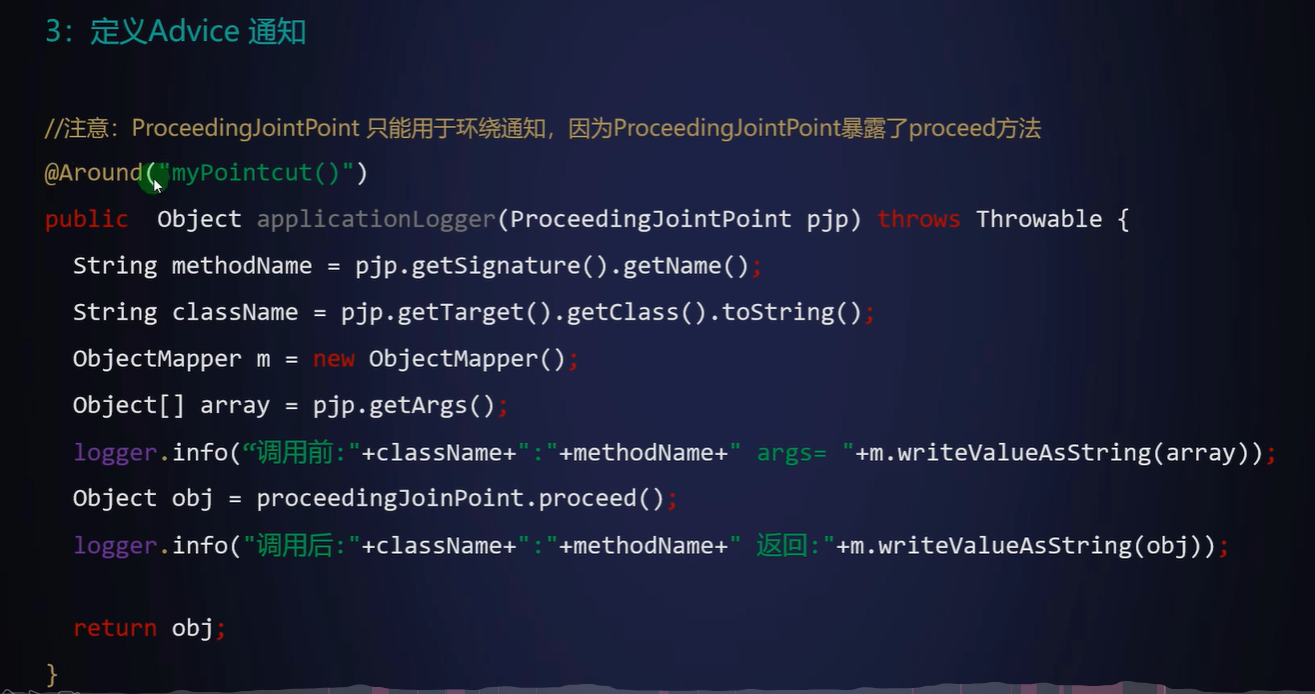 3：定义Advice 通知
//注意：ProceedingJointPoint 只能用于环绕通知，因为ProceedingJointPoint暴露了proceed方法
@Around("myPointcut()")
public Object applicationLogger(ProceedingJointPoint pjp) throws Throwable {
String methodName = pjp.getSignature().getName();
String className = pjp.getTarget().getClass().toString();
ObjectMapper m = new ObjectMapper();
Object[] array = pjp.getArgs();
logger.info(“调用前:"+className+":"+methodName+" args= "+m.writeValueAsString(array));
Object obj = proceedingJoinPoint.proceed();
logger.info("调用后:"+className+":"+methodName+" 返回:"+m.writeValueAsString(obj));
return obj;
}